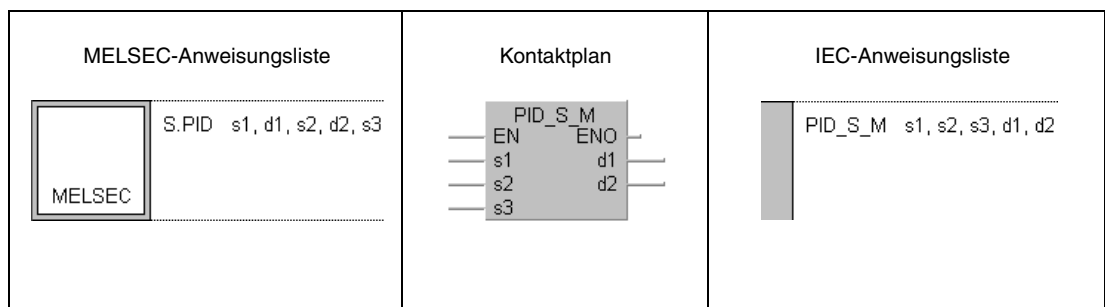 MELSEC-Anweisungsliste
S.PID s1, d1, s2, d2, s3
MELSEC
Kontaktplan
PID_S_M
EN ENO
s1 d1
s2 d2
s3
IEC-Anweisungsliste
PID_S_M s1, s2, s3, d1, d2